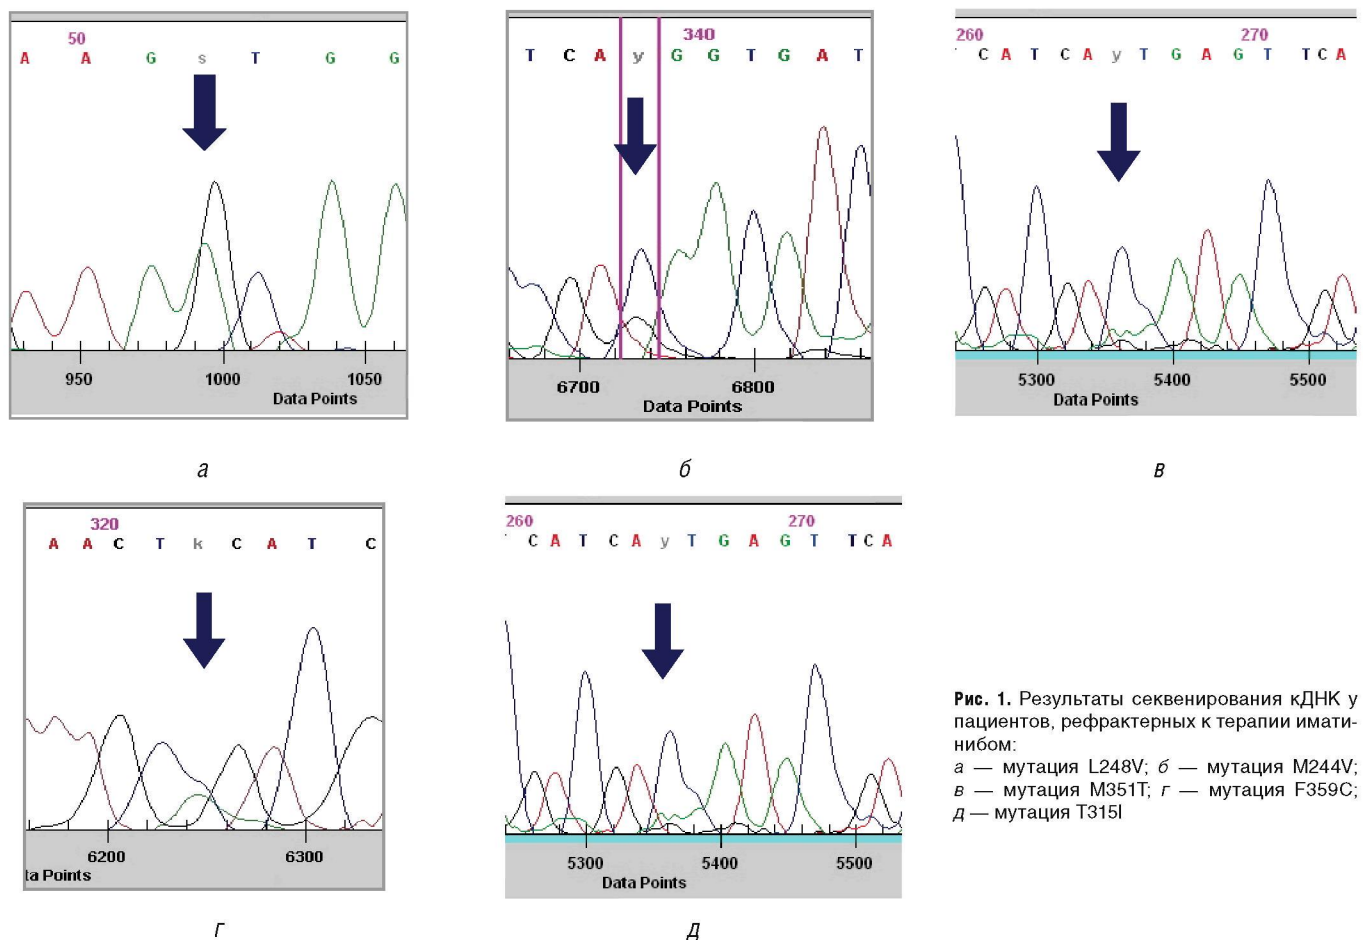 50
A A G s T G G
950 1000 1050
Data Points
а
340
T C A y G G T G A T
6700 6800
Data Points
б
260 270
C A T C A y T G A G T T C A
5300 5400 5500
Data Points
в
320
A A C T k C A T C
6200 6300
ta Points
г
260 270
C A T C A y T G A G T T C A
5300 5400 5500
Data Points
д
Рис. 1. Результаты секвенирования кДНК у
пациентов, рефрактерных к терапии имати-
нибом:
а — мутация L248V; б — мутация M244V;
в — мутация M351T; г — мутация F359C;
д — мутация T315I